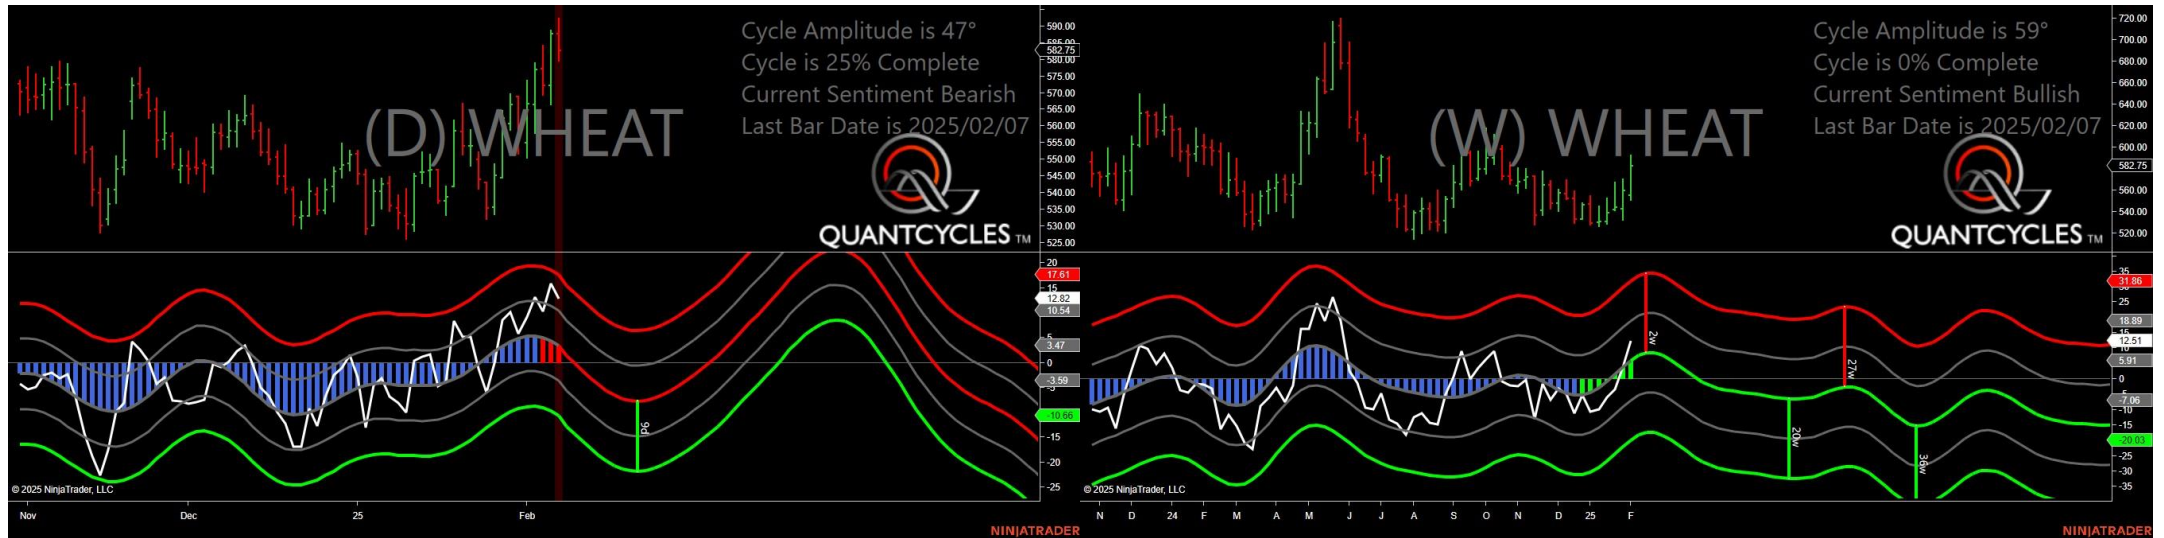 Cycle Amplitude is 47°
Cycle is 25% Complete
Current Sentiment Bearish
Last Bar Date is 2025/02/07
(D) WHEAT
QUANTCYCLES TM
590.00
585.00
582.75
580.00
575.00
570.00
565.00
560.00
555.00
550.00
545.00
540.00
535.00
530.00
525.00
20
17.61
15
12.82
10.54
5
3.47
0
-3.59
-5
-10.66
-15
-20
-25
9d
© 2025 NinjaTrader, LLC
Nov Dec 25 Feb
NINJATRADER
Cycle Amplitude is 59°
Cycle is 0% Complete
Current Sentiment Bullish
Last Bar Date is 2025/02/07
(W) WHEAT
QUANTCYCLES TM
720.00
700.00
680.00
660.00
640.00
620.00
600.00
582.75
560.00
540.00
520.00
35
31.86
25
18.89
15
12.51
10
5.91
0
-7.06
-10
-15
-20.03
-25
-30
-35
2w
27w
20w
36w
© 2025 NinjaTrader, LLC
N D 24 F M A M J J A S O N D 25 F
NINJATRADER